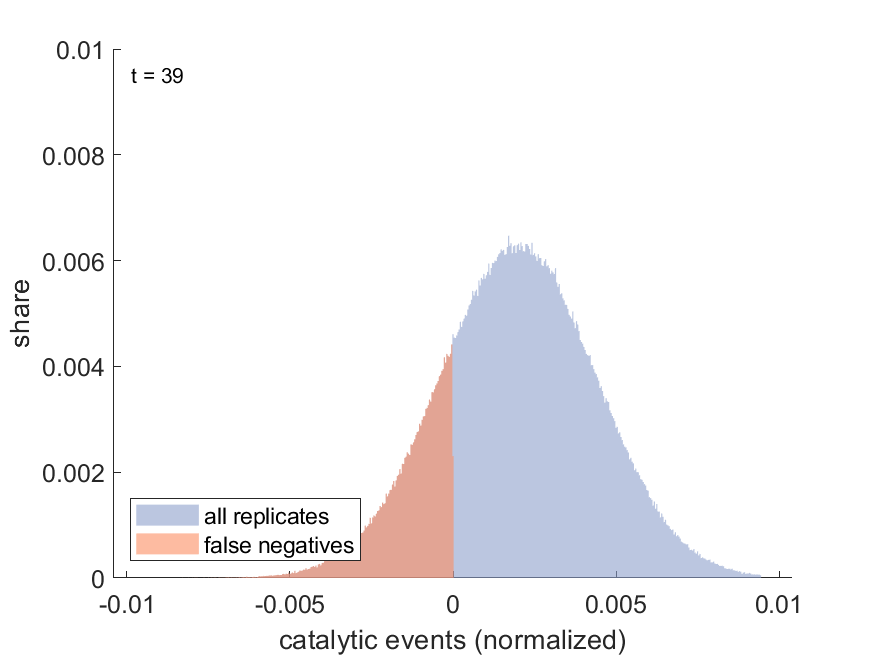 0.01
t = 39
0.008
0.006
share
0.004
0.002
all replicates
false negatives
0
-0.01 -0.005 0 0.005 0.01
catalytic events (normalized)